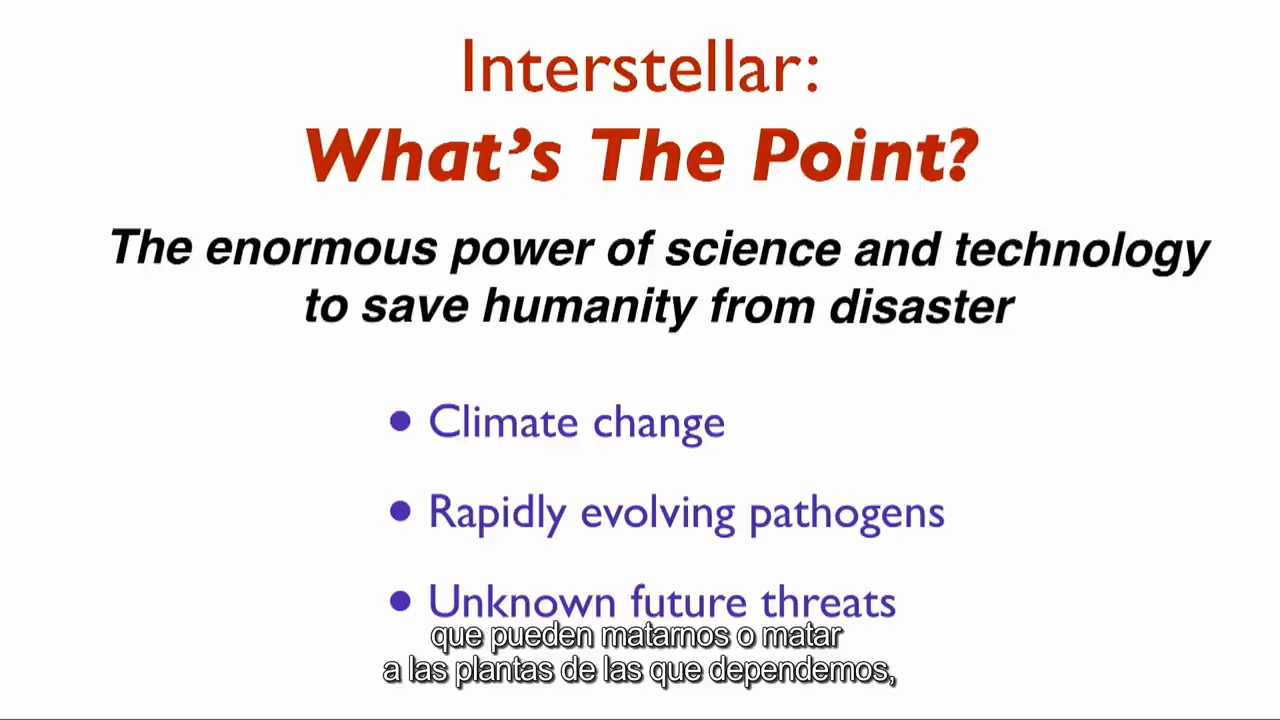 Interstellar:
What's The Point?
The enormous power of science and technology
to save humanity from disaster
• Climate change
• Rapidly evolving pathogens
• Unknown future threats
que pueden matarnos o matar
a las plantas de las que dependemos,